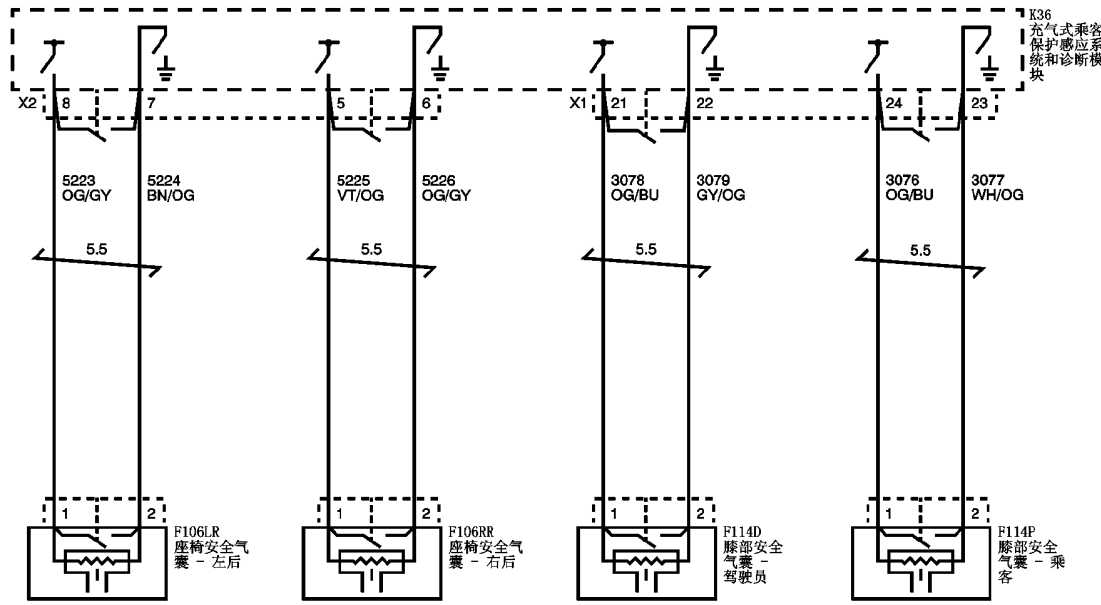 K36
充气式乘客
保护感应系
统和诊断模
块
X2 8 7 5 6 X1 21 22 24 23
5223 5224 5225 5226 3078 3079 3076 3077
OG/GY BN/OG VT/OG OG/GY OG/BU GY/OG OG/BU WH/OG
5.5 5.5 5.5 5.5
1 2 1 2 1 2 1 2
F106LR
座椅安全气
囊 - 左后
F106RR
座椅安全气
囊 - 右后
F114D
膝部安全
气囊 -
驾驶员
F114P
膝部安全
气囊 - 乘
客